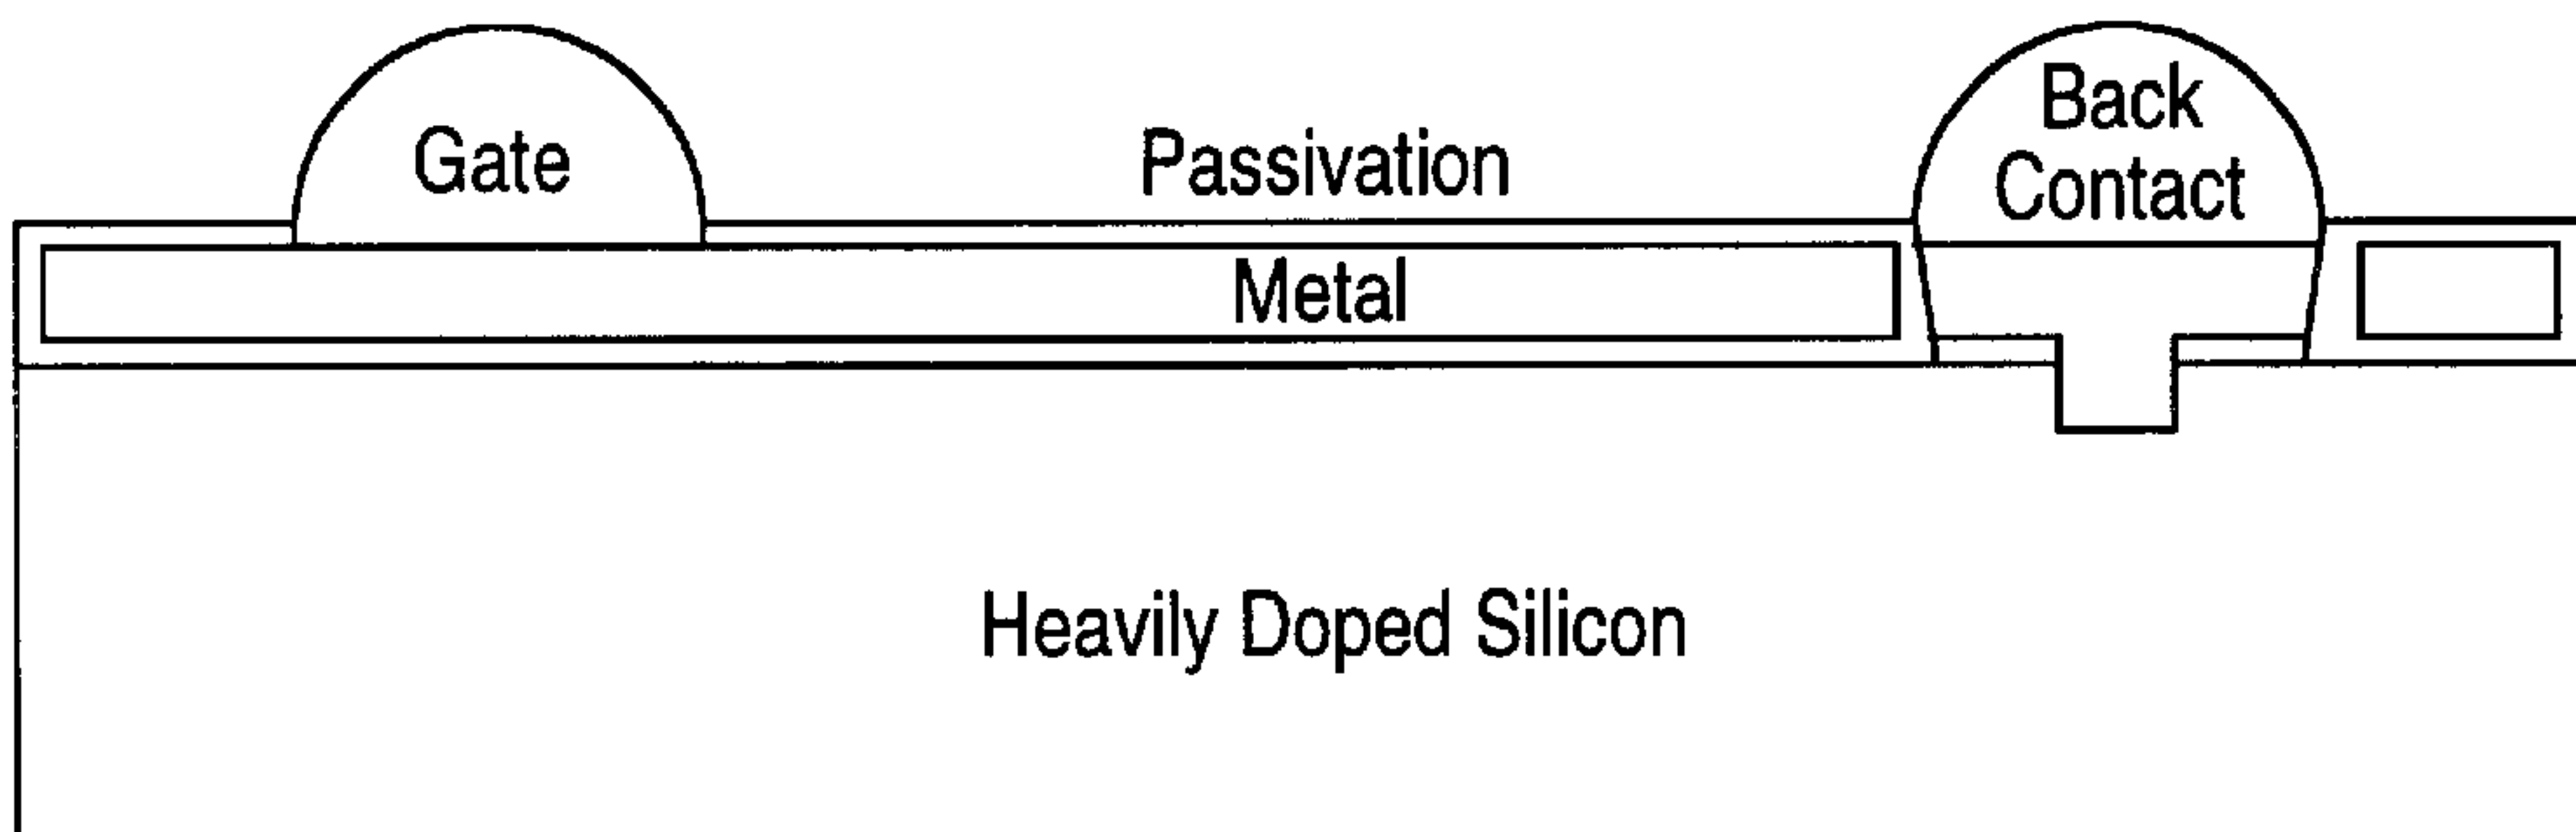 Gate
Passivation
Back
Contact
Metal
Heavily Doped Silicon